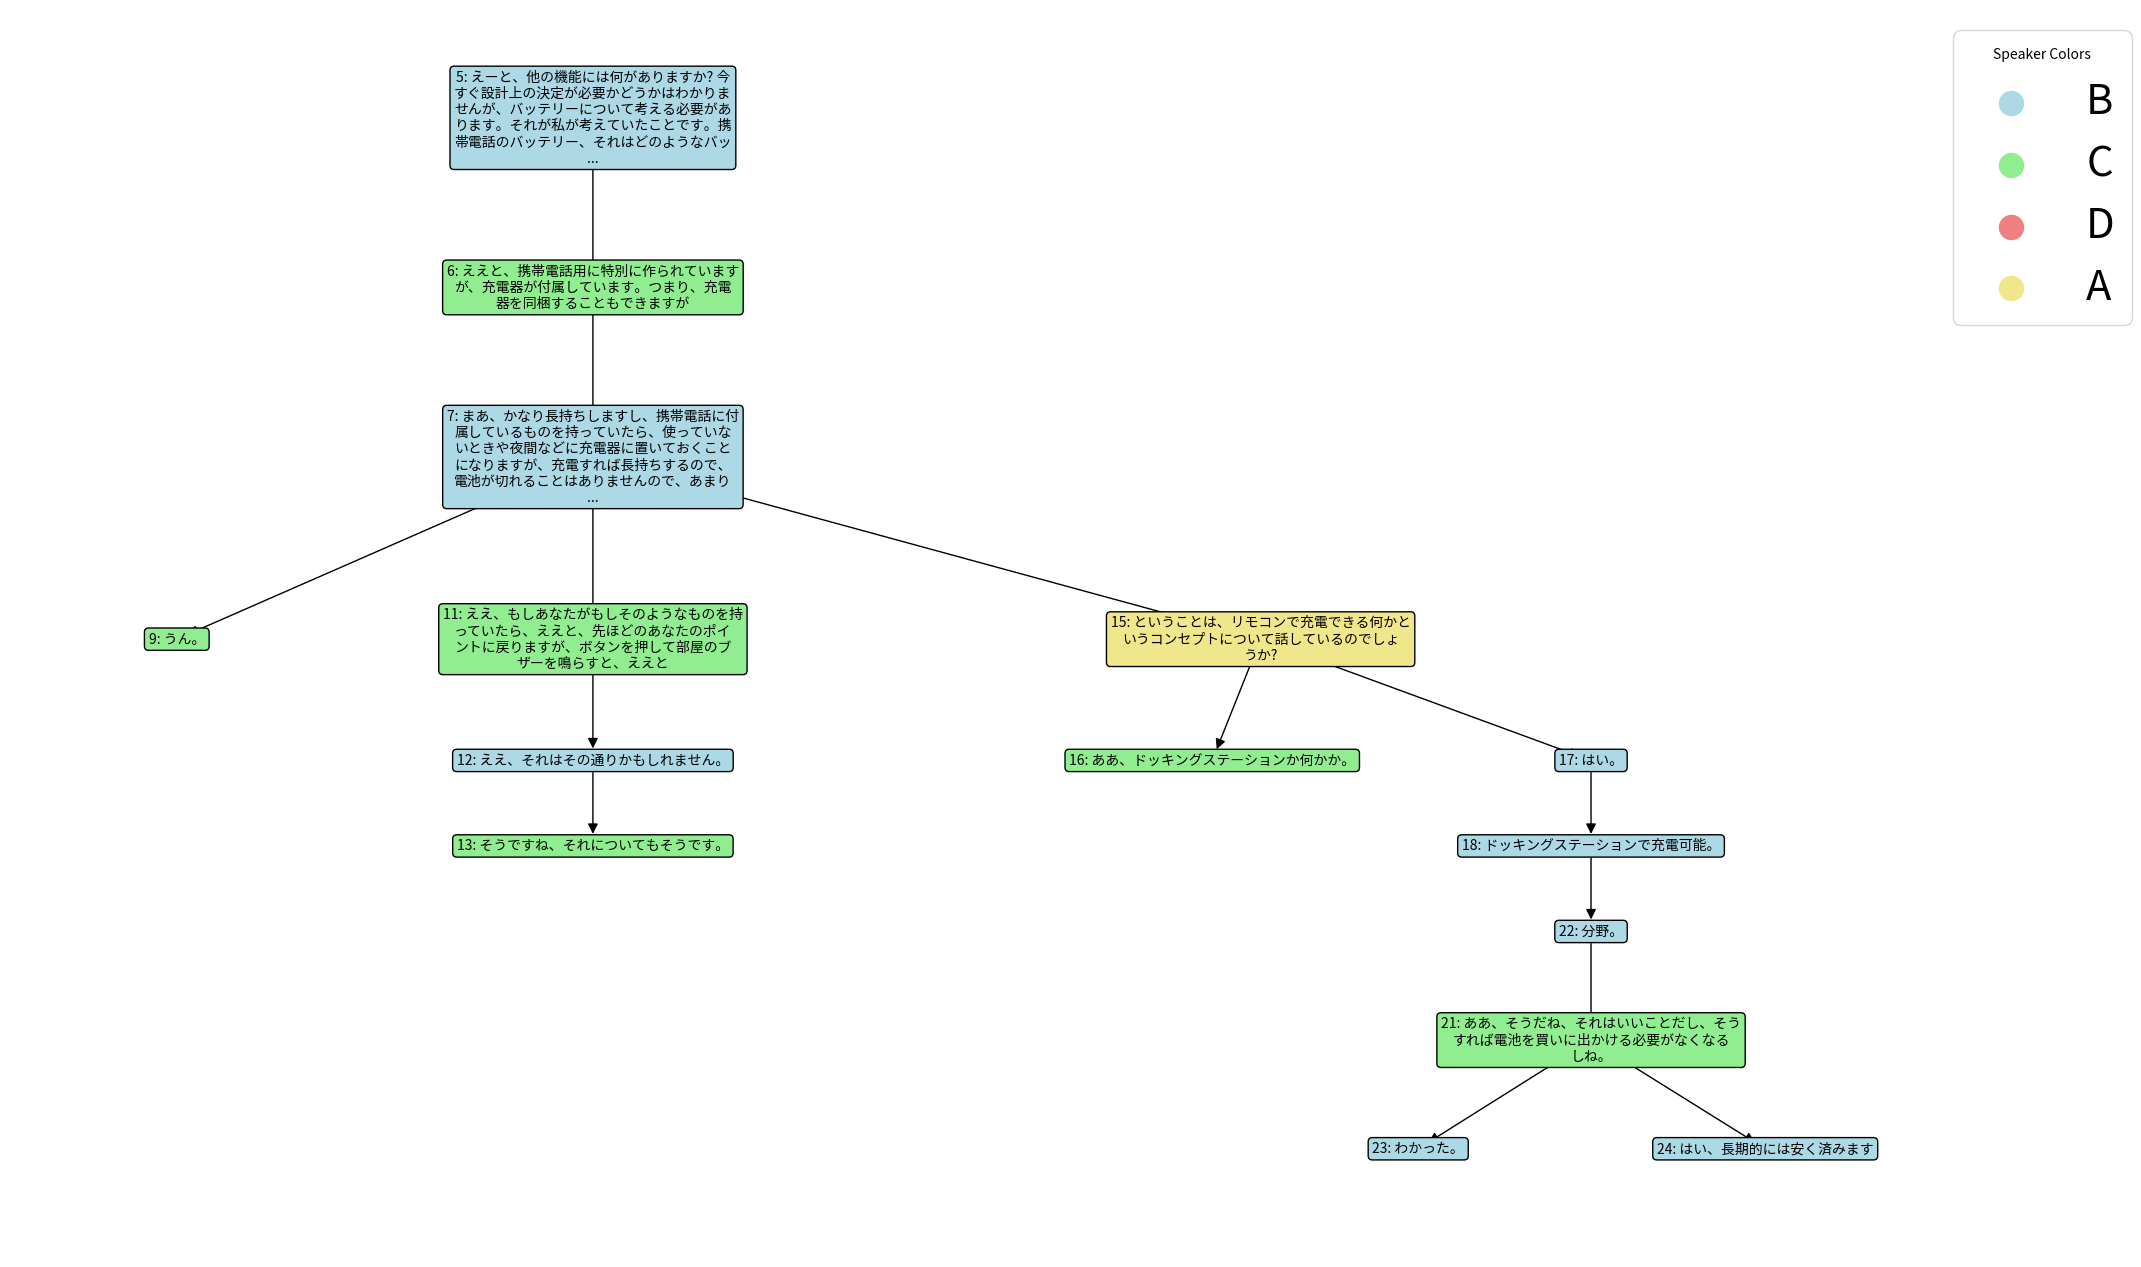 5: えーと、他の機能には何がありますか? 今
すぐ設計上の決定が必要かどうかはわかりま
せんが、バッテリーについて考える必要があ
ります。それが私が考えていたことです。携
帯電話のバッテリー、それはどのようなバッ
...
6: ええと、携帯電話用に特別に作られています
が、充電器が付属しています。つまり、充電
器を同梱することもできますが
7: まあ、かなり長持ちしますし、携帯電話に付
属しているものを持っていたら、使っていな
いときや夜間などに充電器に置いておくこと
になりますが、充電すれば長持ちするので、
電池が切れることはありませんので、あまり
...
9: うん。
11: ええ、もしあなたがもしそのようなものを持
っていたら、ええと、先ほどのあなたのポイ
ントに戻りますが、ボタンを押して部屋のブ
ザーを鳴らすと、ええと
15: ということは、リモコンで充電できる何かと
いうコンセプトについて話しているのでしょ
うか?
12: ええ、それはその通りかもしれません。
16: ああ、ドッキングステーションか何かか。
17: はい。
13: そうですね、それについてもそうです。
18: ドッキングステーションで充電可能。
22: 分野。
21: ああ、そうだね、それはいいことだし、そう
すれば電池を買いに出かける必要がなくなる
しね。
23: わかった。
24: はい、長期的には安く済みます
Speaker Colors
B
C
D
A